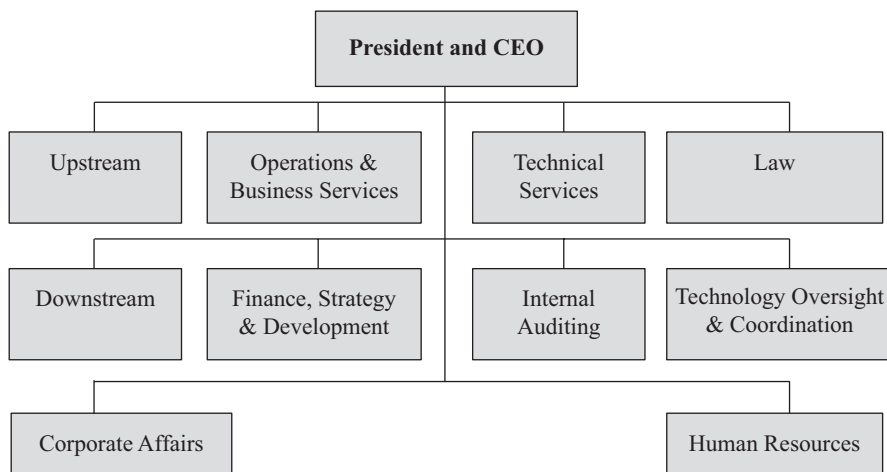 President and CEO
Upstream
Operations &
Business Services
Technical
Services
Law
Downstream
Finance, Strategy
& Development
Internal
Auditing
Technology Oversight
& Coordination
Corporate Affairs
Human Resources